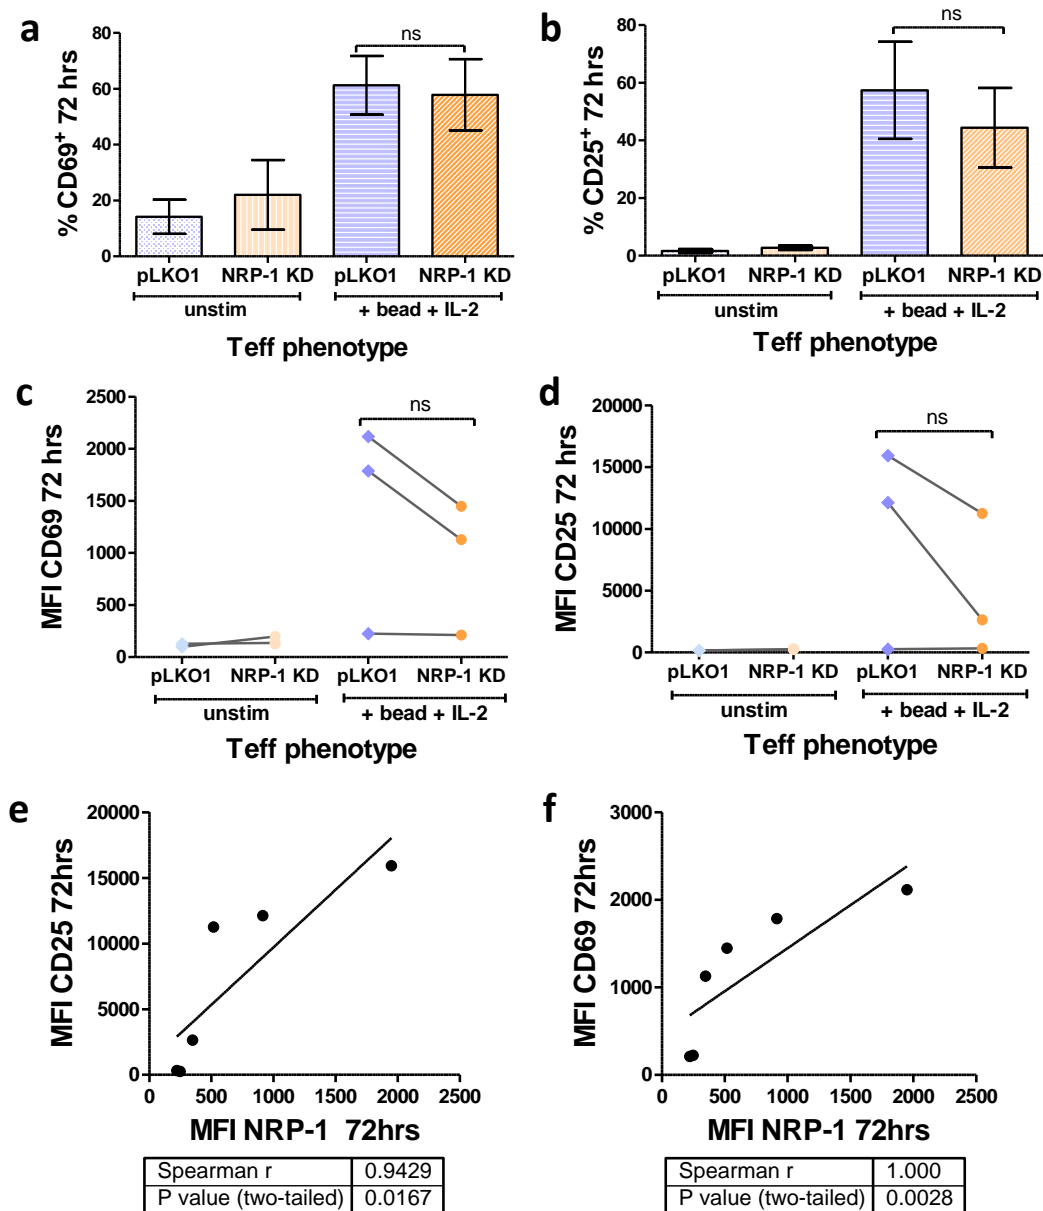 a
% CD69+ 72 hrs
80
60
40
20
0
ns
pLKO1 NRP-1 KD pLKO1 NRP-1 KD
unstim + bead + IL-2
Teff phenotype
b
% CD25+ 72 hrs
80
60
40
20
0
ns
pLKO1 NRP-1 KD pLKO1 NRP-1 KD
unstim + bead + IL-2
Teff phenotype
c
MFI CD69 72 hrs
2500
2000
1500
1000
500
0
ns
pLKO1 NRP-1 KD pLKO1 NRP-1 KD
unstim + bead + IL-2
Teff phenotype
d
MFI CD25 72 hrs
20000
15000
10000
5000
0
ns
pLKO1 NRP-1 KD pLKO1 NRP-1 KD
unstim + bead + IL-2
Teff phenotype
e
MFI CD25 72hrs
20000
15000
10000
5000
0
0 500 1000 1500 2000 2500
MFI NRP-1 72hrs
Spearman r 0.9429
P value (two-tailed) 0.0167
f
MFI CD69 72hrs
3000
2000
1000
0
0 500 1000 1500 2000 2500
MFI NRP-1 72hrs
Spearman r 1.000
P value (two-tailed) 0.0028